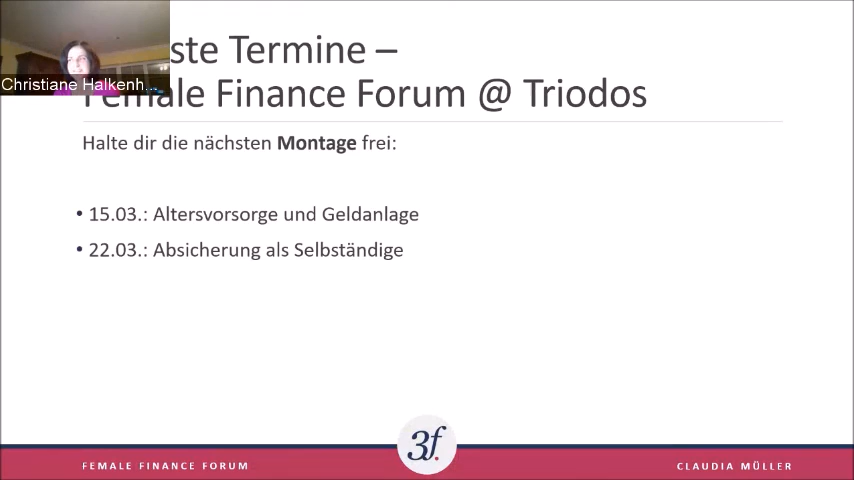 Christiane Halkenh...
ste Termine –
Female Finance Forum @ Triodos
Halte dir die nächsten Montage frei:
• 15.03.: Altersvorsorge und Geldanlage
• 22.03.: Absicherung als Selbständige
3f.
FEMALE FINANCE FORUM
CLAUDIA MÜLLER